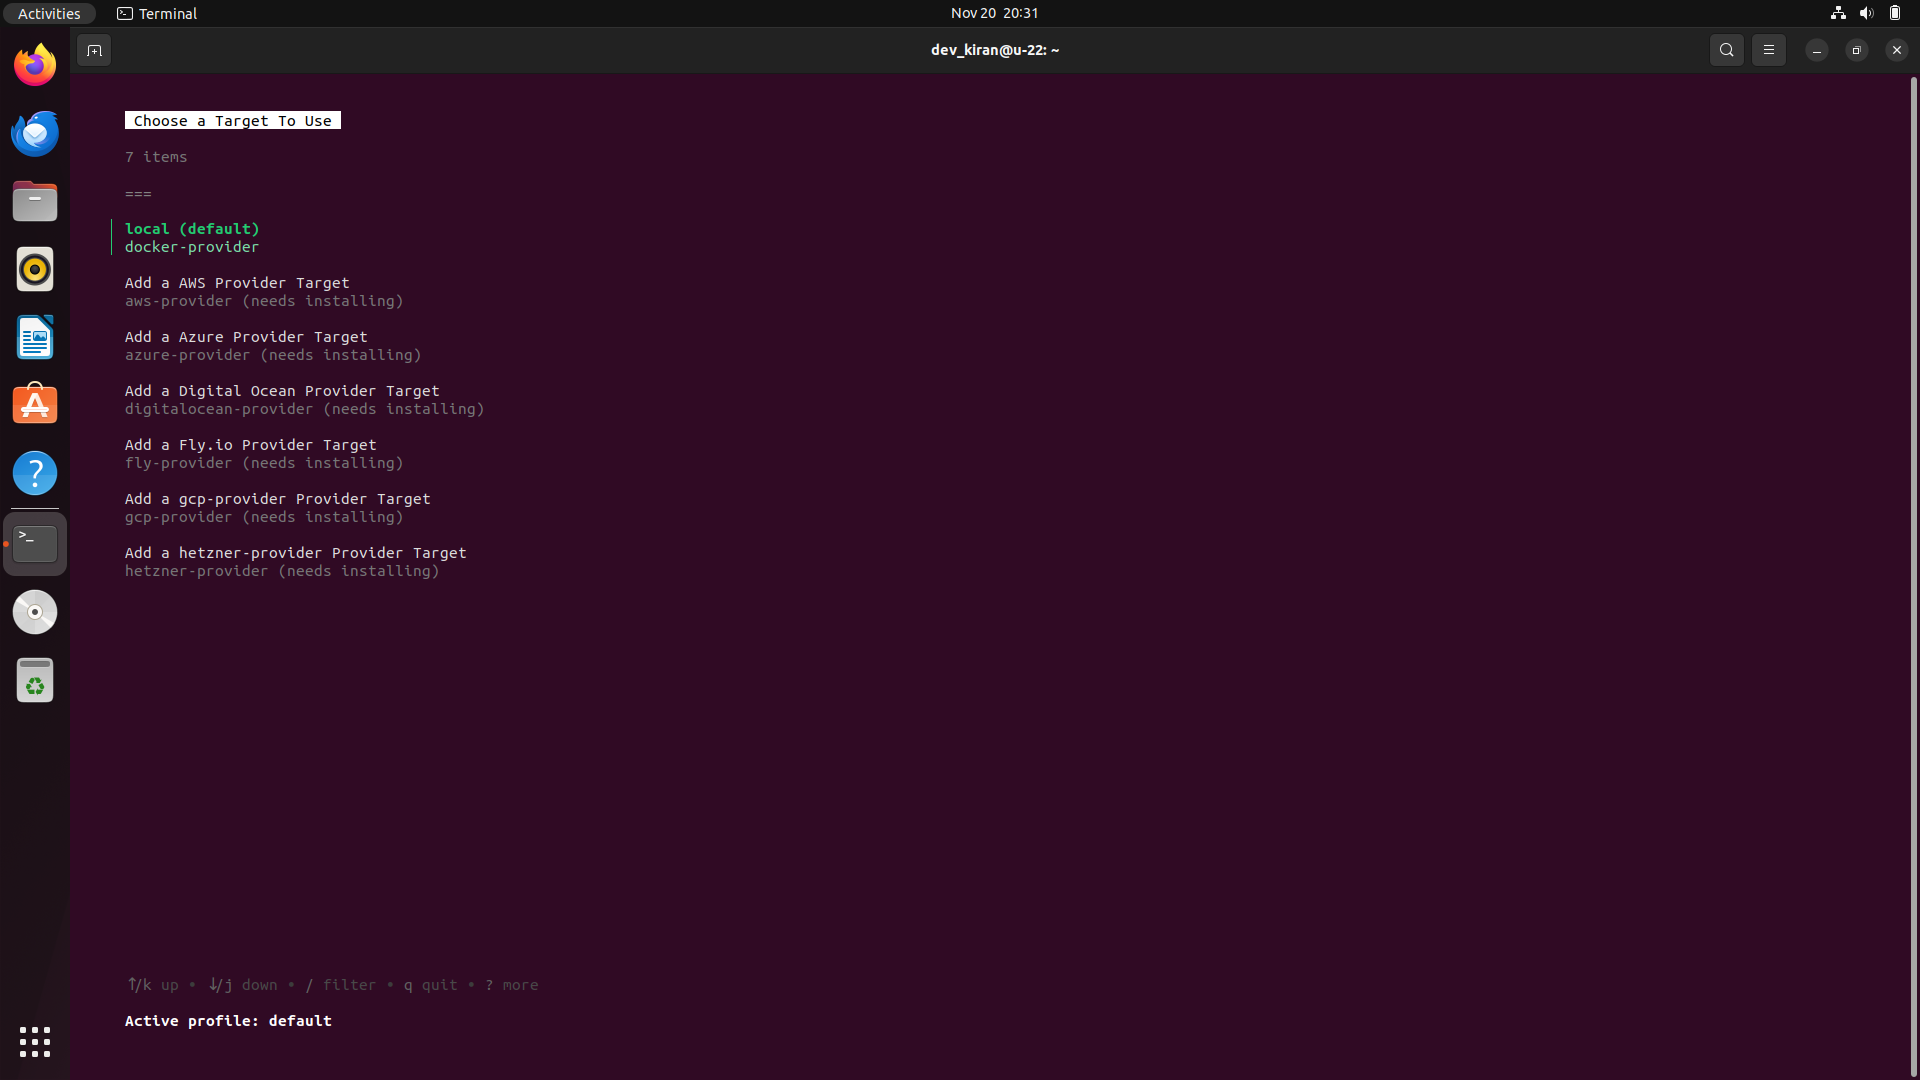 Activities
Terminal
Nov 20 20:31
dev_kiran@u-22: ~
Choose a Target To Use
7 items
===
local (default)
docker-provider
Add a AWS Provider Target
aws-provider (needs installing)
Add a Azure Provider Target
azure-provider (needs installing)
Add a Digital Ocean Provider Target
digitalocean-provider (needs installing)
Add a Fly.io Provider Target
fly-provider (needs installing)
Add a gcp-provider Provider Target
gcp-provider (needs installing)
Add a hetzner-provider Provider Target
hetzner-provider (needs installing)
↑/k up • ↓/j down • / filter • q quit • ? more
Active profile: default